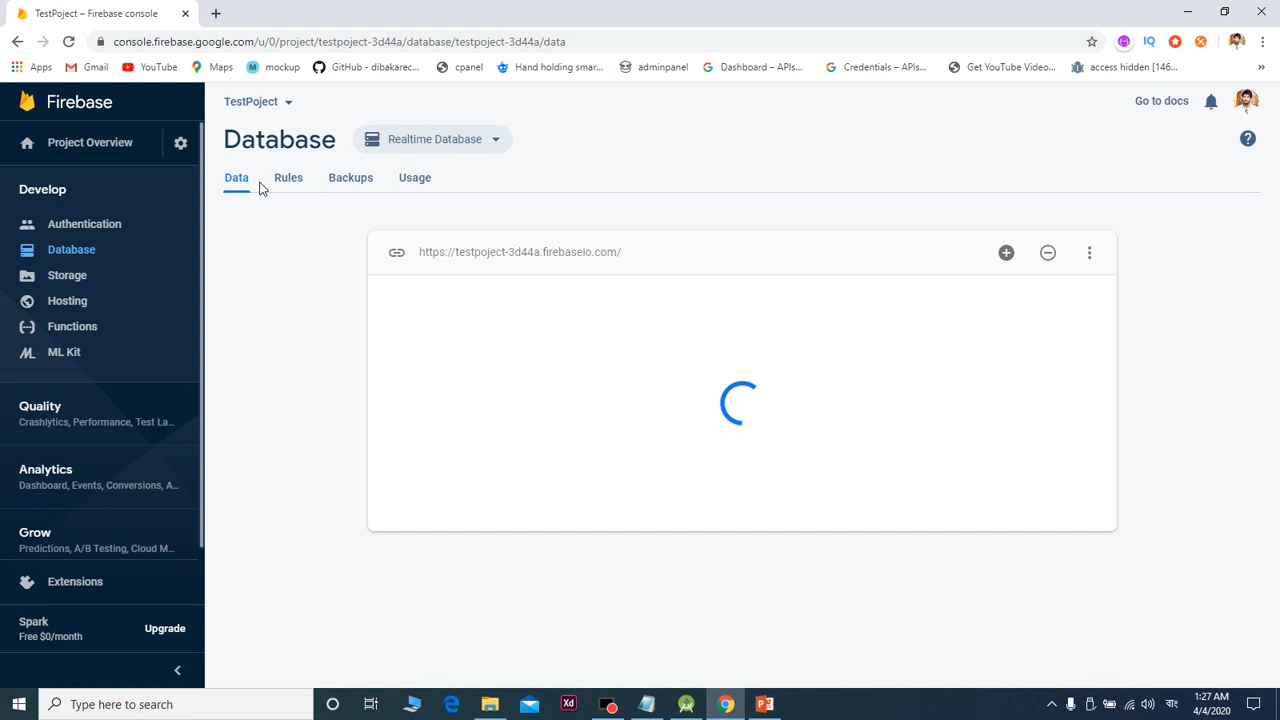 TestPoject – Firebase console
console.firebase.google.com/u/0/project/testpoject-3d44a/database/testpoject-3d44a/data
Apps
Gmail
YouTube
Maps
mockup
GitHub - dibakarec...
cpanel
Hand holding smar...
adminpanel
Dashboard – APIs...
Credentials – APIs...
Get YouTube Video...
access hidden [146...
»
Firebase
TestPoject
Go to docs
Project Overview
Database
Realtime Database
Data
Rules
Backups
Usage
Develop
Authentication
Database
Storage
Hosting
Functions
ML Kit
https://testpoject-3d44a.firebaseio.com/
Quality
Crashlytics, Performance, Test La...
Analytics
Dashboard, Events, Conversions, A...
Grow
Predictions, A/B Testing, Cloud M...
Extensions
Spark
Free $0/month
Upgrade
Type here to search
Xd
বাং
1:27 AM
4/4/2020